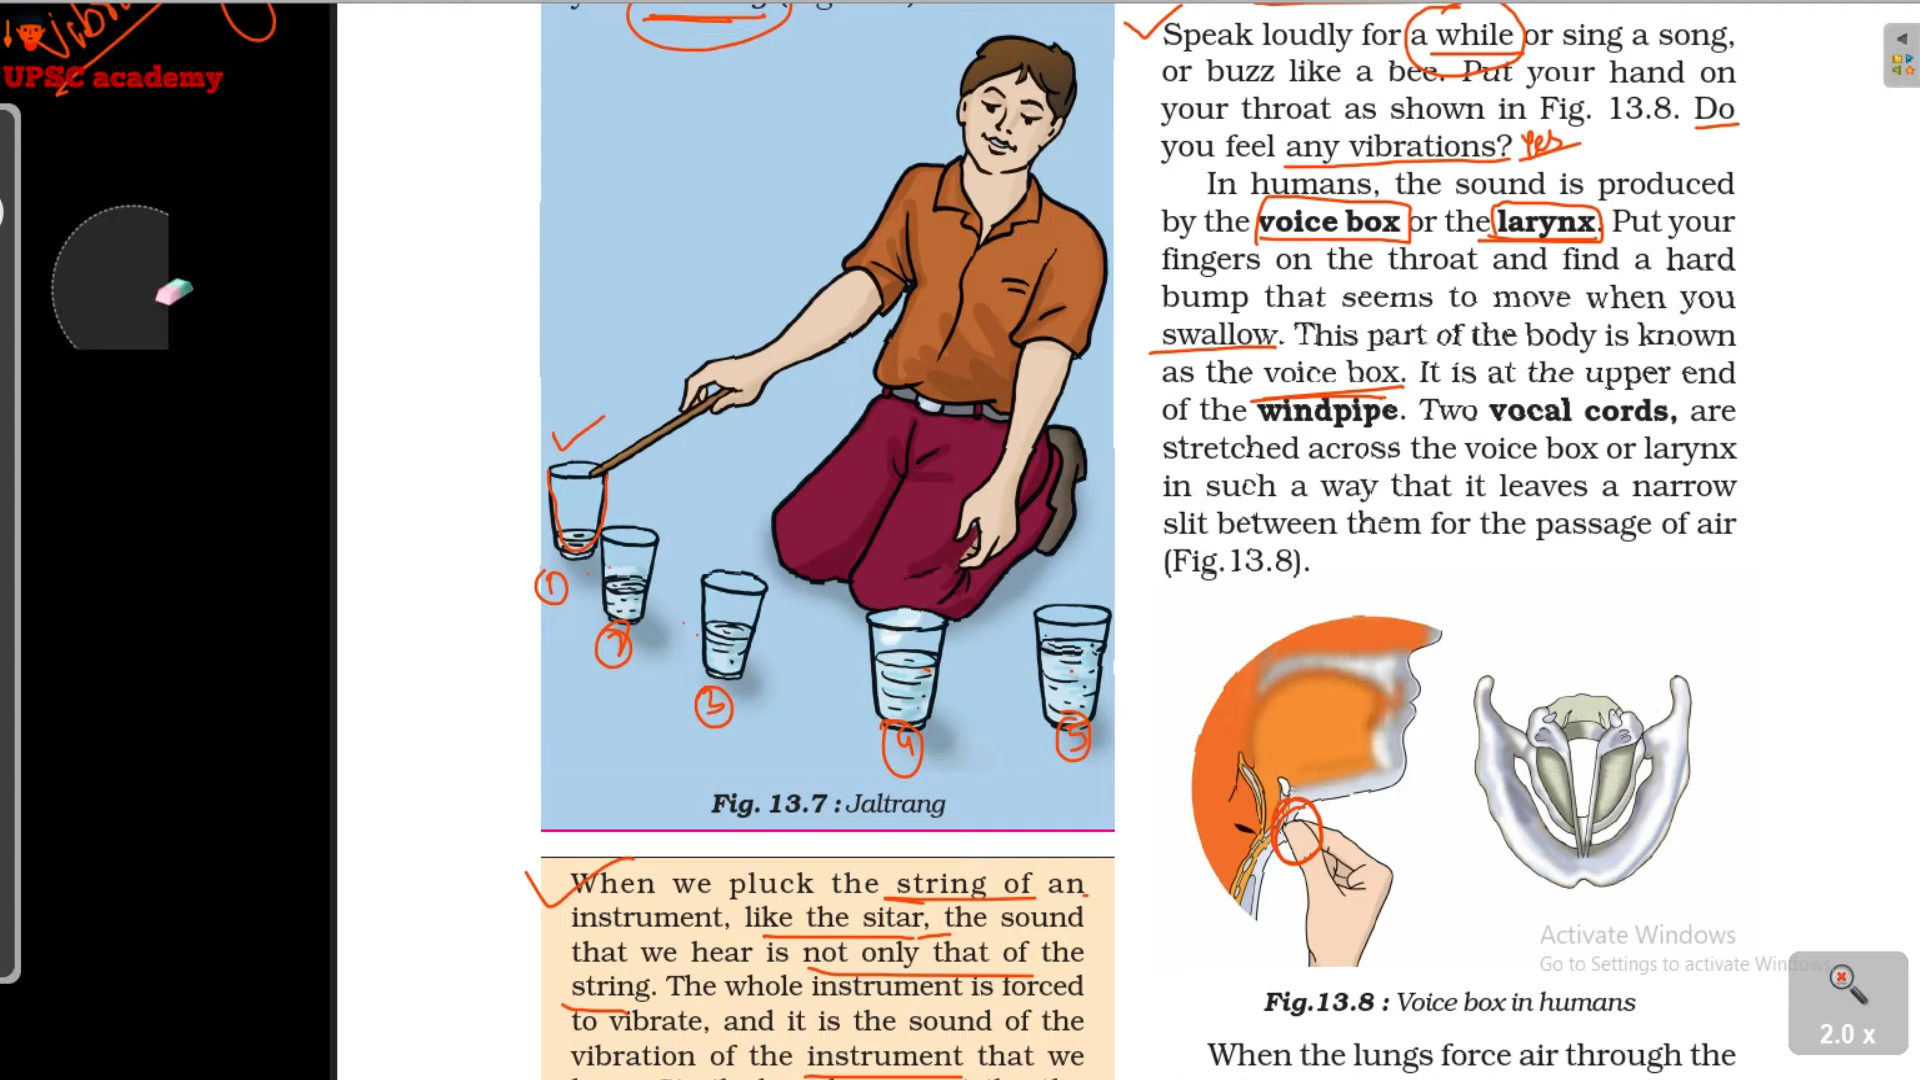 UPSC academy
1
2
3
4
5
Fig. 13.7 : Jaltrang
When we pluck the string of an
instrument, like the sitar, the sound
that we hear is not only that of the
string. The whole instrument is forced
to vibrate, and it is the sound of the
vibration of the instrument that we
Speak loudly for a while or sing a song,
or buzz like a bee. Put your hand on
your throat as shown in Fig. 13.8. Do
you feel any vibrations? Yes
In humans, the sound is produced
by the voice box or the larynx. Put your
fingers on the throat and find a hard
bump that seems to move when you
swallow. This part of the body is known
as the voice box. It is at the upper end
of the windpipe. Two vocal cords, are
stretched across the voice box or larynx
in such a way that it leaves a narrow
slit between them for the passage of air
(Fig.13.8).
Fig.13.8 : Voice box in humans
When the lungs force air through the
Activate Windows
Go to Settings to activate Windows.
2.0 x